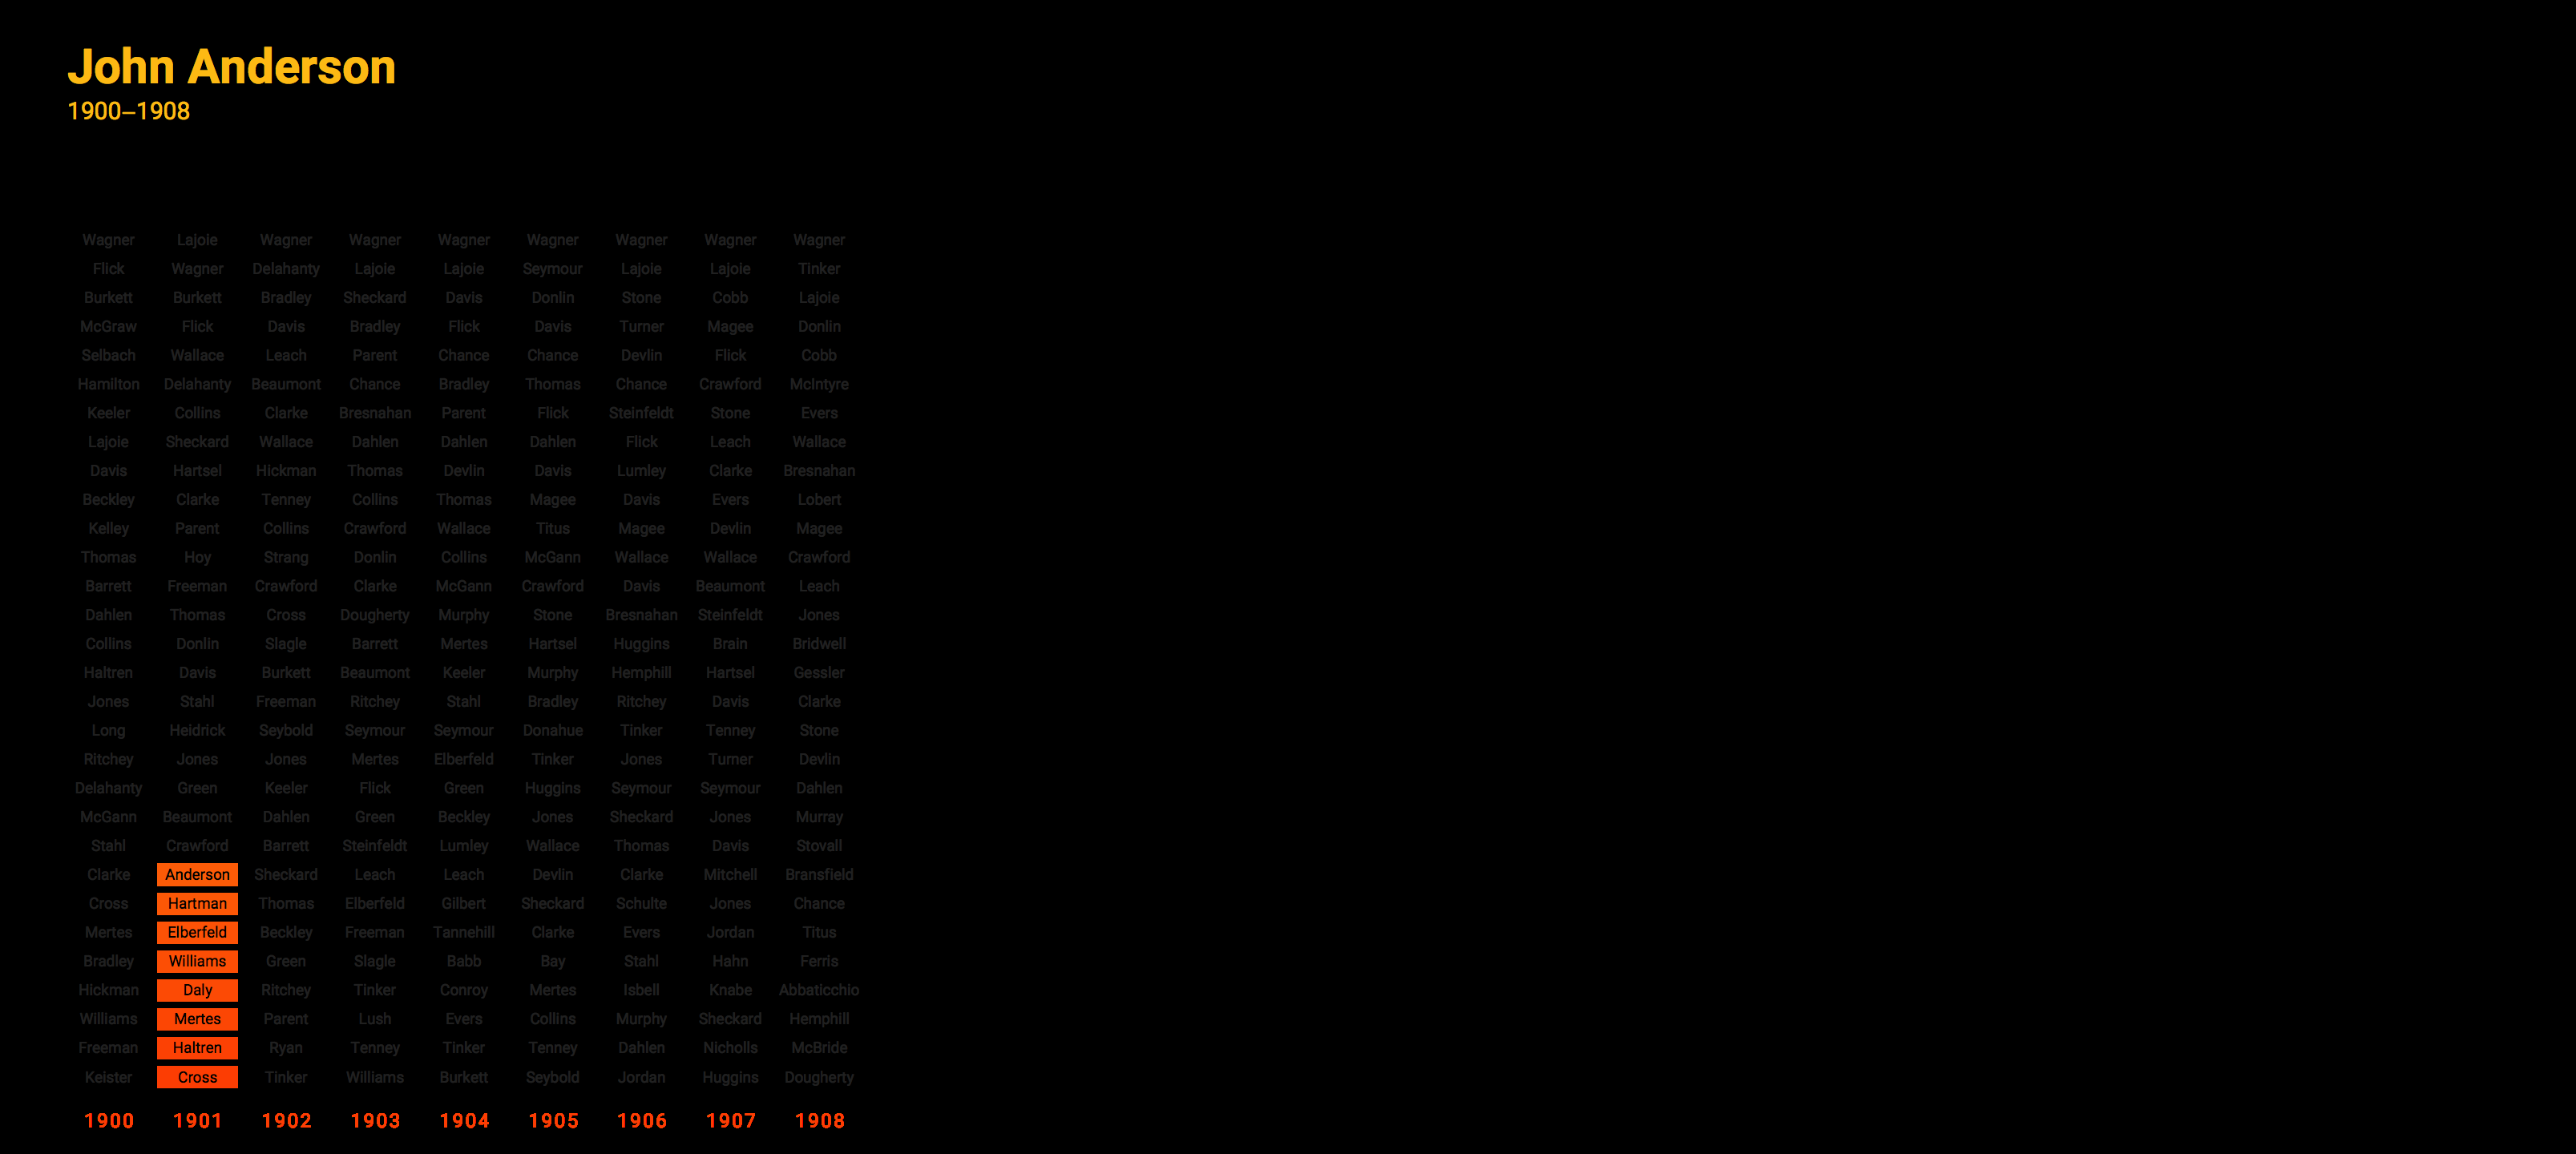 John Anderson
1900–1908
Wagner Lajoie Wagner Wagner Wagner Wagner Wagner Wagner Wagner
Flick Wagner Delahanty Lajoie Lajoie Seymour Lajoie Lajoie Tinker
Burkett Burkett Bradley Sheckard Davis Donlin Stone Cobb Lajoie
McGraw Flick Davis Bradley Flick Davis Turner Magee Donlin
Selbach Wallace Leach Parent Chance Chance Devlin Flick Cobb
Hamilton Delahanty Beaumont Chance Bradley Thomas Chance Crawford McIntyre
Keeler Collins Clarke Bresnahan Parent Flick Steinfeldt Stone Evers
Lajoie Sheckard Wallace Dahlen Dahlen Dahlen Flick Leach Wallace
Davis Hartsel Hickman Thomas Devlin Davis Lumley Clarke Bresnahan
Beckley Clarke Tenney Collins Thomas Magee Davis Evers Lobert
Kelley Parent Collins Crawford Wallace Titus Magee Devlin Magee
Thomas Hoy Strang Donlin Collins McGann Wallace Wallace Crawford
Barrett Freeman Crawford Clarke McGann Crawford Davis Beaumont Leach
Dahlen Thomas Cross Dougherty Murphy Stone Bresnahan Steinfeldt Jones
Collins Donlin Slagle Barrett Mertes Hartsel Huggins Brain Bridwell
Haltren Davis Burkett Beaumont Keeler Murphy Hemphill Hartsel Gessler
Jones Stahl Freeman Ritchey Stahl Bradley Ritchey Davis Clarke
Long Heidrick Seybold Seymour Seymour Donahue Tinker Tenney Stone
Ritchey Jones Jones Mertes Elberfeld Tinker Jones Turner Devlin
Delahanty Green Keeler Flick Green Huggins Seymour Seymour Dahlen
McGann Beaumont Dahlen Green Beckley Jones Sheckard Jones Murray
Stahl Crawford Barrett Steinfeldt Lumley Wallace Thomas Davis Stovall
Clarke Anderson Sheckard Leach Leach Devlin Clarke Mitchell Bransfield
Cross Hartman Thomas Elberfeld Gilbert Sheckard Schulte Jones Chance
Mertes Elberfeld Beckley Freeman Tannehill Clarke Evers Jordan Titus
Bradley Williams Green Slagle Babb Bay Stahl Hahn Ferris
Hickman Daly Ritchey Tinker Conroy Mertes Isbell Knabe Abbaticchio
Williams Mertes Parent Lush Evers Collins Murphy Sheckard Hemphill
Freeman Haltren Ryan Tenney Tinker Tenney Dahlen Nicholls McBride
Keister Cross Tinker Williams Burkett Seybold Jordan Huggins Dougherty
1900 1901 1902 1903 1904 1905 1906 1907 1908